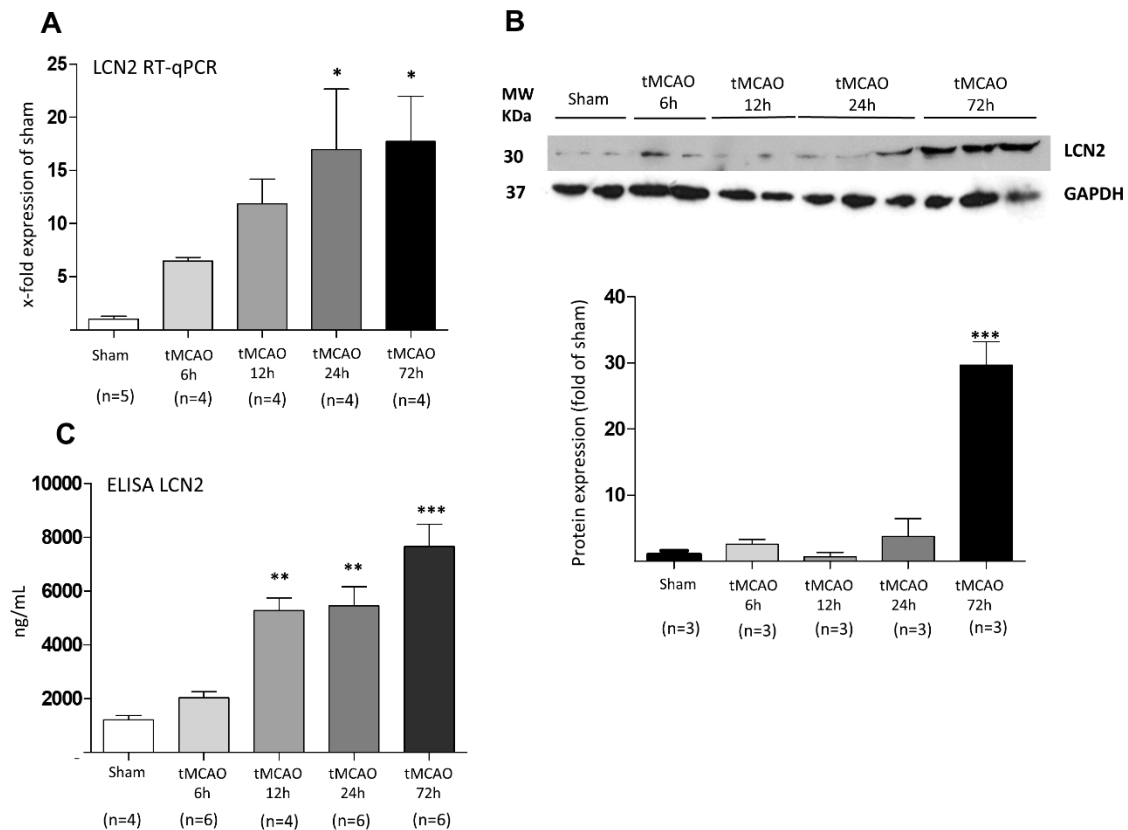 A
LCN2 RT-qPCR
x-fold expression of sham
25
20
15
10
5
* *
Sham tMCAO 6h tMCAO 12h tMCAO 24h tMCAO 72h
(n=5) (n=4) (n=4) (n=4) (n=4)
B
MW KDa
Sham tMCAO 6h tMCAO 12h tMCAO 24h tMCAO 72h
30 LCN2
37 GAPDH
Protein expression (fold of sham)
40
30
20
10
***
Sham tMCAO 6h tMCAO 12h tMCAO 24h tMCAO 72h
(n=3) (n=3) (n=3) (n=3) (n=3)
C
ELISA LCN2
ng/mL
10000
8000
6000
4000
2000
-
** ** ***
Sham tMCAO 6h tMCAO 12h tMCAO 24h tMCAO 72h
(n=4) (n=6) (n=4) (n=6) (n=6)